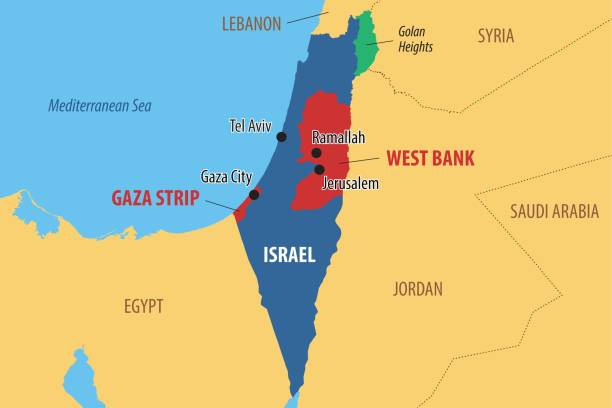 LEBANON
Golan
Heights
SYRIA
Mediterranean Sea
Tel Aviv
Ramallah
WEST BANK
Gaza City
Jerusalem
GAZA STRIP
SAUDI ARABIA
ISRAEL
JORDAN
EGYPT